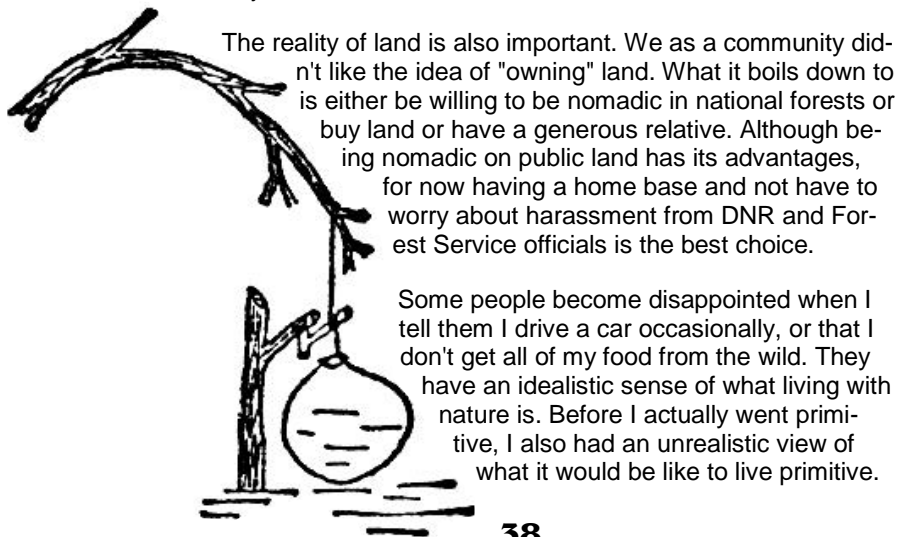 The reality of land is also important. We as a community did-
n't like the idea of "owning" land. What it boils down to
is either be willing to be nomadic in national forests or
buy land or have a generous relative. Although be-
ing nomadic on public land has its advantages,
for now having a home base and not have to
worry about harassment from DNR and For-
est Service officials is the best choice.
Some people become disappointed when I
tell them I drive a car occasionally, or that I
don't get all of my food from the wild. They
have an idealistic sense of what living with
nature is. Before I actually went primi-
tive, I also had an unrealistic view of
what it would be like to live primitive.
38